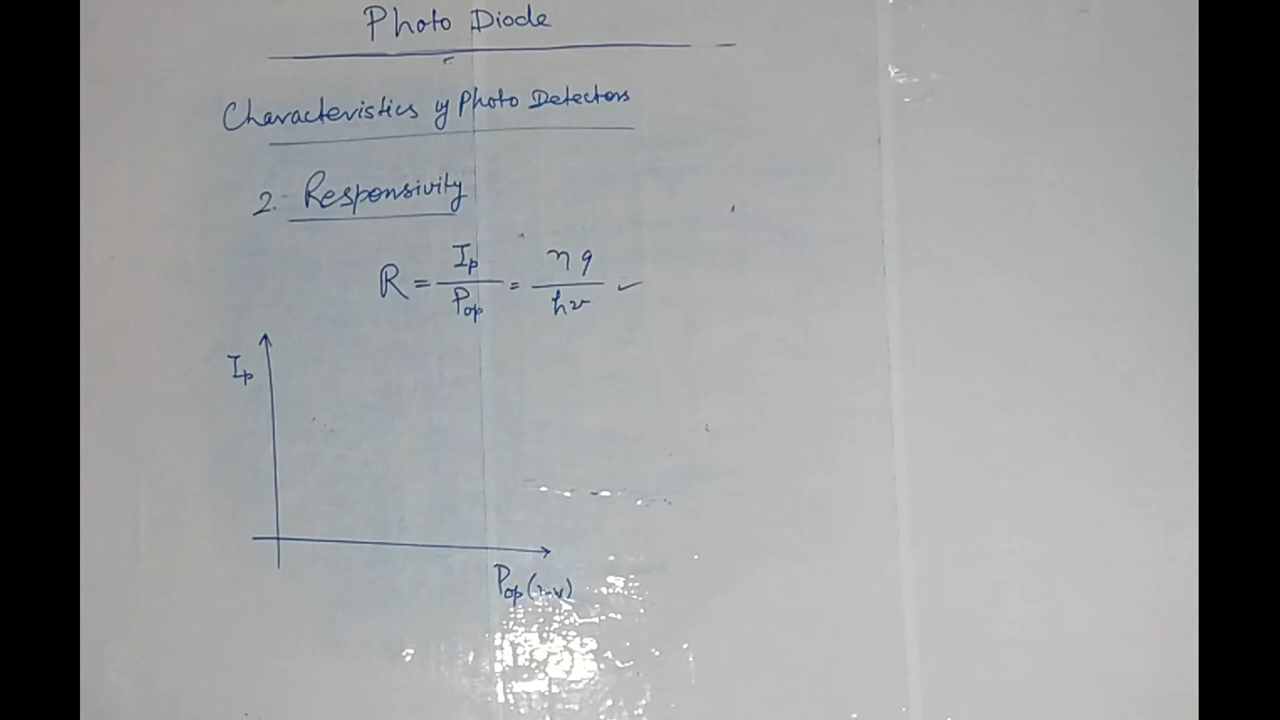 Photo Diode
Characteristics of Photo Detectors
2. Responsivity
R = Ip / Pop = ηq / hν
Ip
Pop